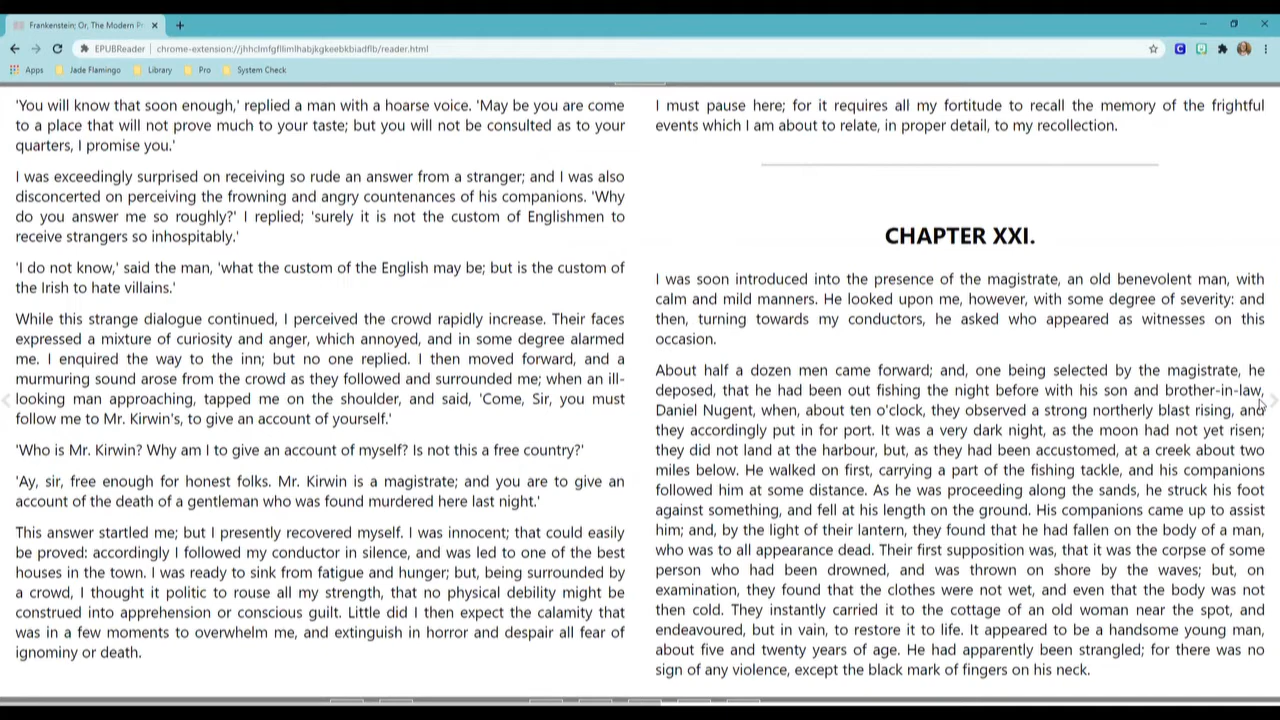 Frankenstein; Or, The Modern Pr
EPUBReader
chrome-extension://jhhclmfgfllimlhabjkgkeebkbiadflb/reader.html
Apps
Jade Flamingo
Library
Pro
System Check
'You will know that soon enough,' replied a man with a hoarse voice. 'May be you are come
to a place that will not prove much to your taste; but you will not be consulted as to your
quarters, I promise you.'
I was exceedingly surprised on receiving so rude an answer from a stranger; and I was also
disconcerted on perceiving the frowning and angry countenances of his companions. 'Why
do you answer me so roughly?' I replied; 'surely it is not the custom of Englishmen to
receive strangers so inhospitably.'
'I do not know,' said the man, 'what the custom of the English may be; but is the custom of
the Irish to hate villains.'
While this strange dialogue continued, I perceived the crowd rapidly increase. Their faces
expressed a mixture of curiosity and anger, which annoyed, and in some degree alarmed
me. I enquired the way to the inn; but no one replied. I then moved forward, and a
murmuring sound arose from the crowd as they followed and surrounded me; when an ill-
looking man approaching, tapped me on the shoulder, and said, 'Come, Sir, you must
follow me to Mr. Kirwin's, to give an account of yourself.'
'Who is Mr. Kirwin? Why am I to give an account of myself? Is not this a free country?'
'Ay, sir, free enough for honest folks. Mr. Kirwin is a magistrate; and you are to give an
account of the death of a gentleman who was found murdered here last night.'
This answer startled me; but I presently recovered myself. I was innocent; that could easily
be proved: accordingly I followed my conductor in silence, and was led to one of the best
houses in the town. I was ready to sink from fatigue and hunger; but, being surrounded by
a crowd, I thought it politic to rouse all my strength, that no physical debility might be
construed into apprehension or conscious guilt. Little did I then expect the calamity that
was in a few moments to overwhelm me, and extinguish in horror and despair all fear of
ignominy or death.
I must pause here; for it requires all my fortitude to recall the memory of the frightful
events which I am about to relate, in proper detail, to my recollection.
CHAPTER XXI.
I was soon introduced into the presence of the magistrate, an old benevolent man, with
calm and mild manners. He looked upon me, however, with some degree of severity: and
then, turning towards my conductors, he asked who appeared as witnesses on this
occasion.
About half a dozen men came forward; and, one being selected by the magistrate, he
deposed, that he had been out fishing the night before with his son and brother-in-law,
Daniel Nugent, when, about ten o'clock, they observed a strong northerly blast rising, and
they accordingly put in for port. It was a very dark night, as the moon had not yet risen;
they did not land at the harbour, but, as they had been accustomed, at a creek about two
miles below. He walked on first, carrying a part of the fishing tackle, and his companions
followed him at some distance. As he was proceeding along the sands, he struck his foot
against something, and fell at his length on the ground. His companions came up to assist
him; and, by the light of their lantern, they found that he had fallen on the body of a man,
who was to all appearance dead. Their first supposition was, that it was the corpse of some
person who had been drowned, and was thrown on shore by the waves; but, on
examination, they found that the clothes were not wet, and even that the body was not
then cold. They instantly carried it to the cottage of an old woman near the spot, and
endeavoured, but in vain, to restore it to life. It appeared to be a handsome young man,
about five and twenty years of age. He had apparently been strangled; for there was no
sign of any violence, except the black mark of fingers on his neck.